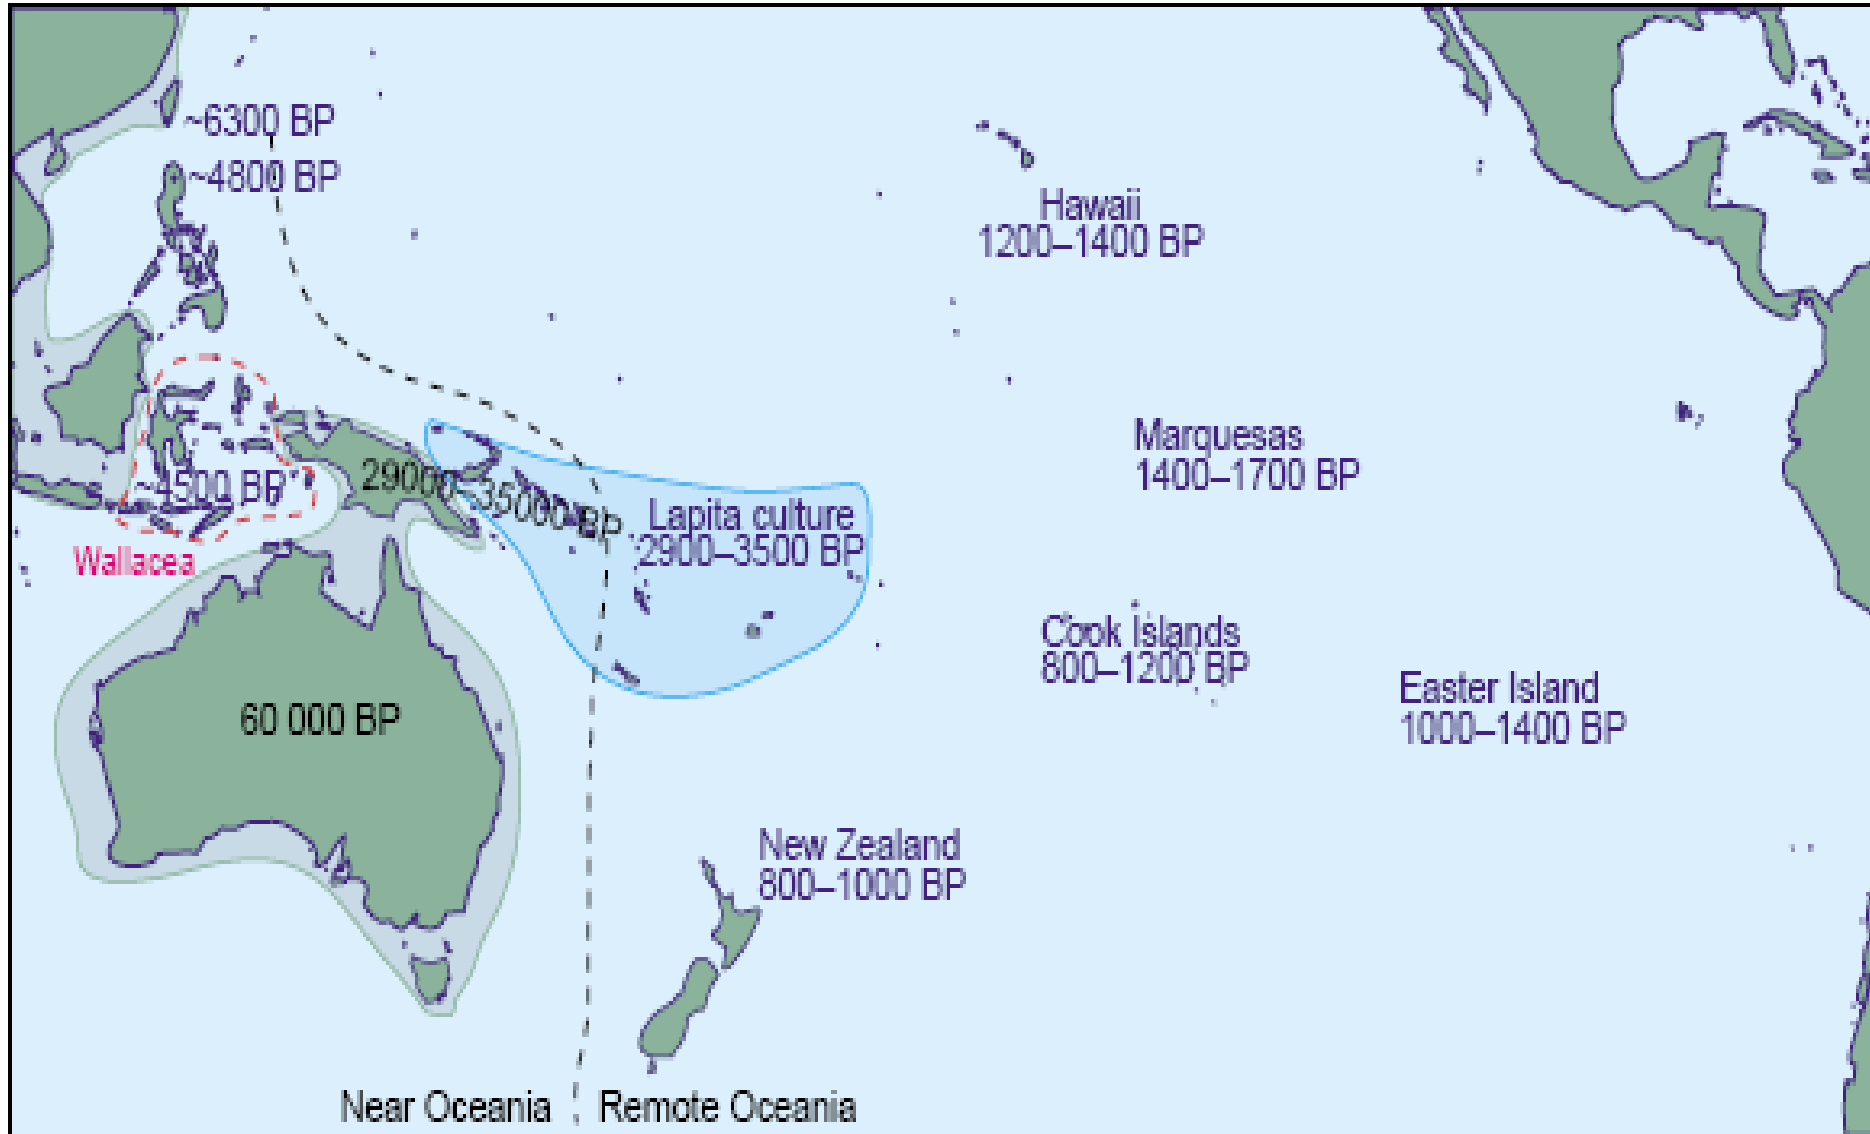 ~6300 BP
~4800 BP
Hawaii
1200–1400 BP
Marquesas
1400–1700 BP
~4500 BP
29000–35000 BP
Lapita culture
2900–3500 BP
Wallacea
Cook Islands
800–1200 BP
Easter Island
1000–1400 BP
60 000 BP
New Zealand
800–1000 BP
Near Oceania
Remote Oceania